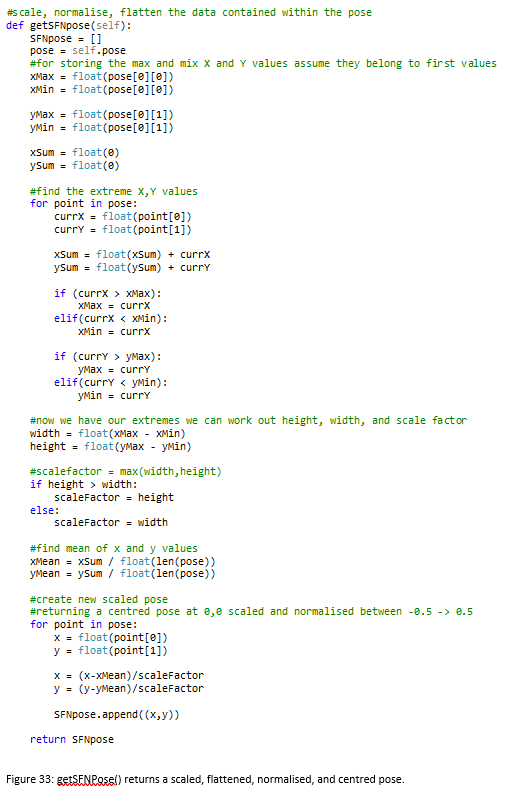 #scale, normalise, flatten the data contained within the pose
def getSFNpose(self):
    SFNpose = []
    pose = self.pose
    #for storing the max and mix X and Y values assume they belong to first values
    xMax = float(pose[0][0])
    xMin = float(pose[0][0])

    yMax = float(pose[0][1])
    yMin = float(pose[0][1])

    xSum = float(0)
    ySum = float(0)

    #find the extreme X,Y values
    for point in pose:
        currX = float(point[0])
        currY = float(point[1])

        xSum = float(xSum) + currX
        ySum = float(ySum) + currY

        if (currX > xMax):
            xMax = currX
        elif(currX < xMin):
            xMin = currX

        if (currY > yMax):
            yMax = currY
        elif(currY < yMin):
            yMin = currY

    #now we have our extremes we can work out height, width, and scale factor
    width = float(xMax - xMin)
    height = float(yMax - yMin)

    #scalefactor = max(width,height)
    if height > width:
        scaleFactor = height
    else:
        scaleFactor = width

    #find mean of x and y values
    xMean = xSum / float(len(pose))
    yMean = ySum / float(len(pose))

    #create new scaled pose
    #returning a centred pose at 0,0 scaled and normalised between -0.5 -> 0.5
    for point in pose:
        x = float(point[0])
        y = float(point[1])

        x = (x-xMean)/scaleFactor
        y = (y-yMean)/scaleFactor

        SFNpose.append((x,y))

    return SFNpose

Figure 33: getSFNPose() returns a scaled, flattened, normalised, and centred pose.